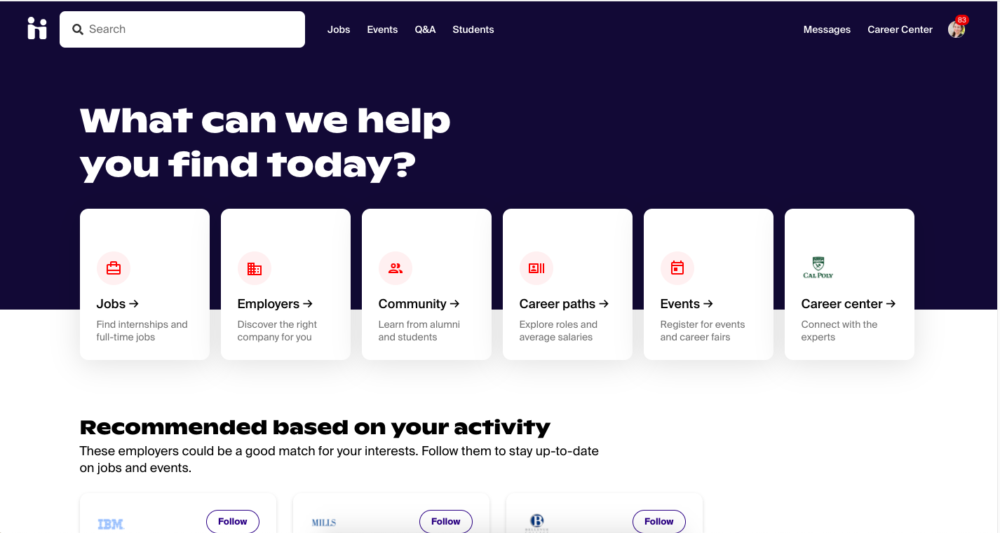 Search
Jobs Events Q&A Students
Messages Career Center 83
What can we help
you find today?
Jobs →
Find internships and
full-time jobs
Employers →
Discover the right
company for you
Community →
Learn from alumni
and students
Career paths →
Explore roles and
average salaries
Events →
Register for events
and career fairs
CAL POLY
Career center →
Connect with the
experts
Recommended based on your activity
These employers could be a good match for your interests. Follow them to stay up-to-date
on jobs and events.
IBM Follow
MILLS Follow
B Follow